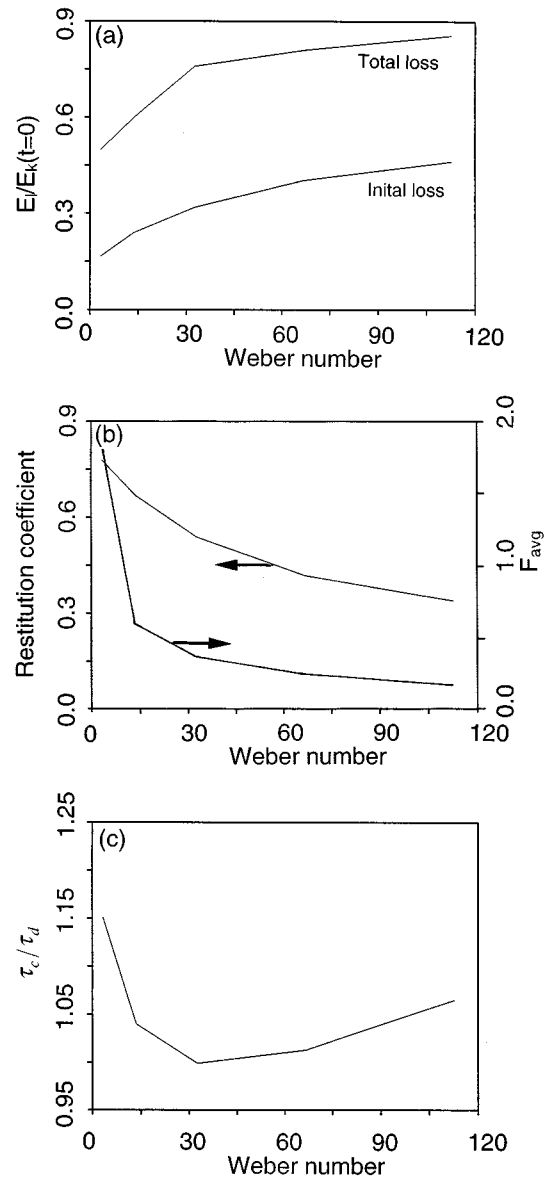 (a)
0.9
0.6
0.3
0.0
E_l/E_k(t=0)
Total loss
Inital loss
0 30 60 90 120
Weber number
(b)
0.9
0.6
0.3
0.0
Restitution coefficient
2.0
1.0
0.0
F_avg
0 30 60 90 120
Weber number
(c)
1.25
1.15
1.05
0.95
τ_c/τ_d
0 30 60 90 120
Weber number